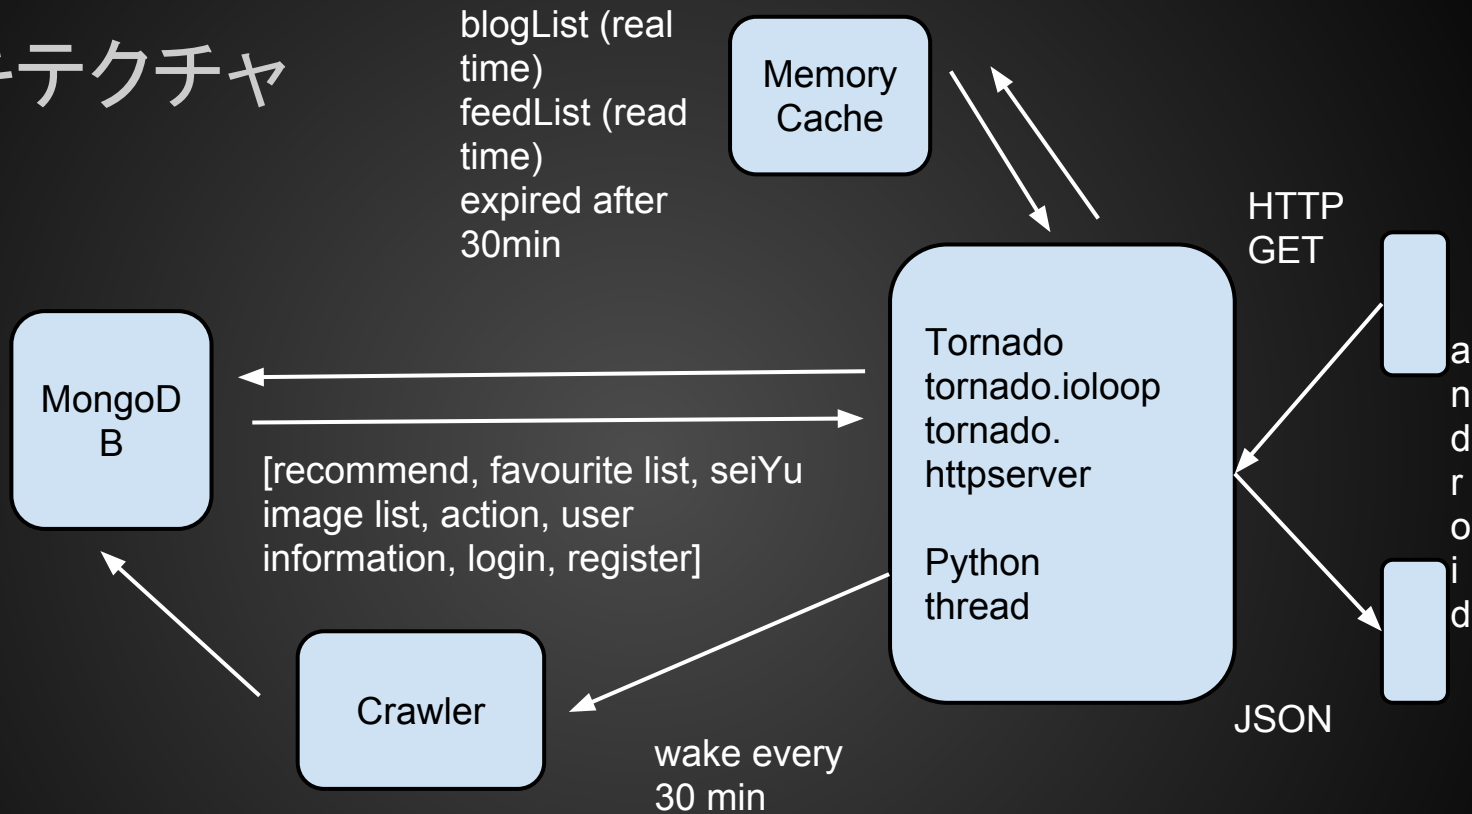 キテクチャ
blogList (real
time)
feedList (read
time)
expired after
30min
Memory
Cache
HTTP
GET
MongoD
B
Tornado
tornado.ioloop
tornado.
httpserver
Python
thread
[recommend, favourite list, seiYu
image list, action, user
information, login, register]
a
n
d
r
o
i
d
Crawler
wake every
30 min
JSON